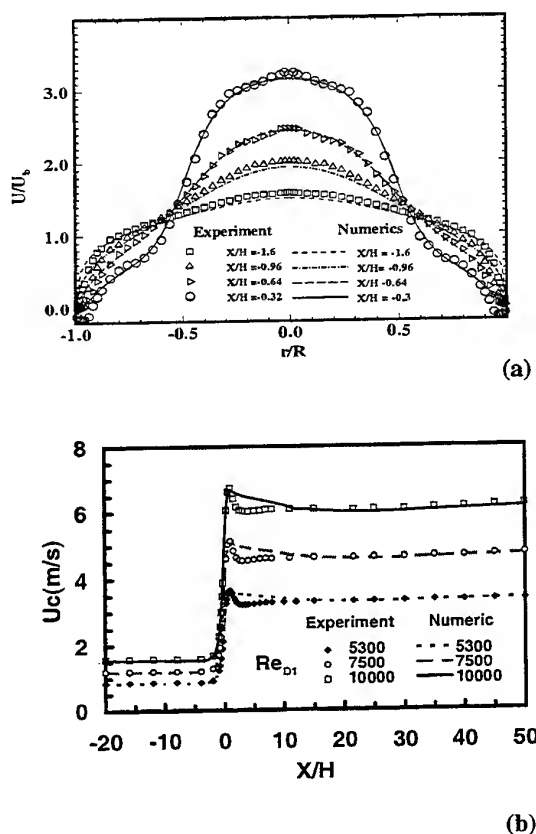 3.0
2.0
1.0
0.0
U/U_b
Experiment Numerics
X/H =-1.6 X/H = -1.6
X/H =-0.96 X/H= -0.96
X/H =-0.64 X/H -0.64
X/H =-0.32 X/H =-0.3
-1.0 -0.5 0.0 0.5
r/R
(a)
8
6
4
2
0
Uc(m/s)
Experiment Numeric
Re_D1
5300 5300
7500 7500
10000 10000
-20 -10 0 10 20 30 40 50
X/H
(b)